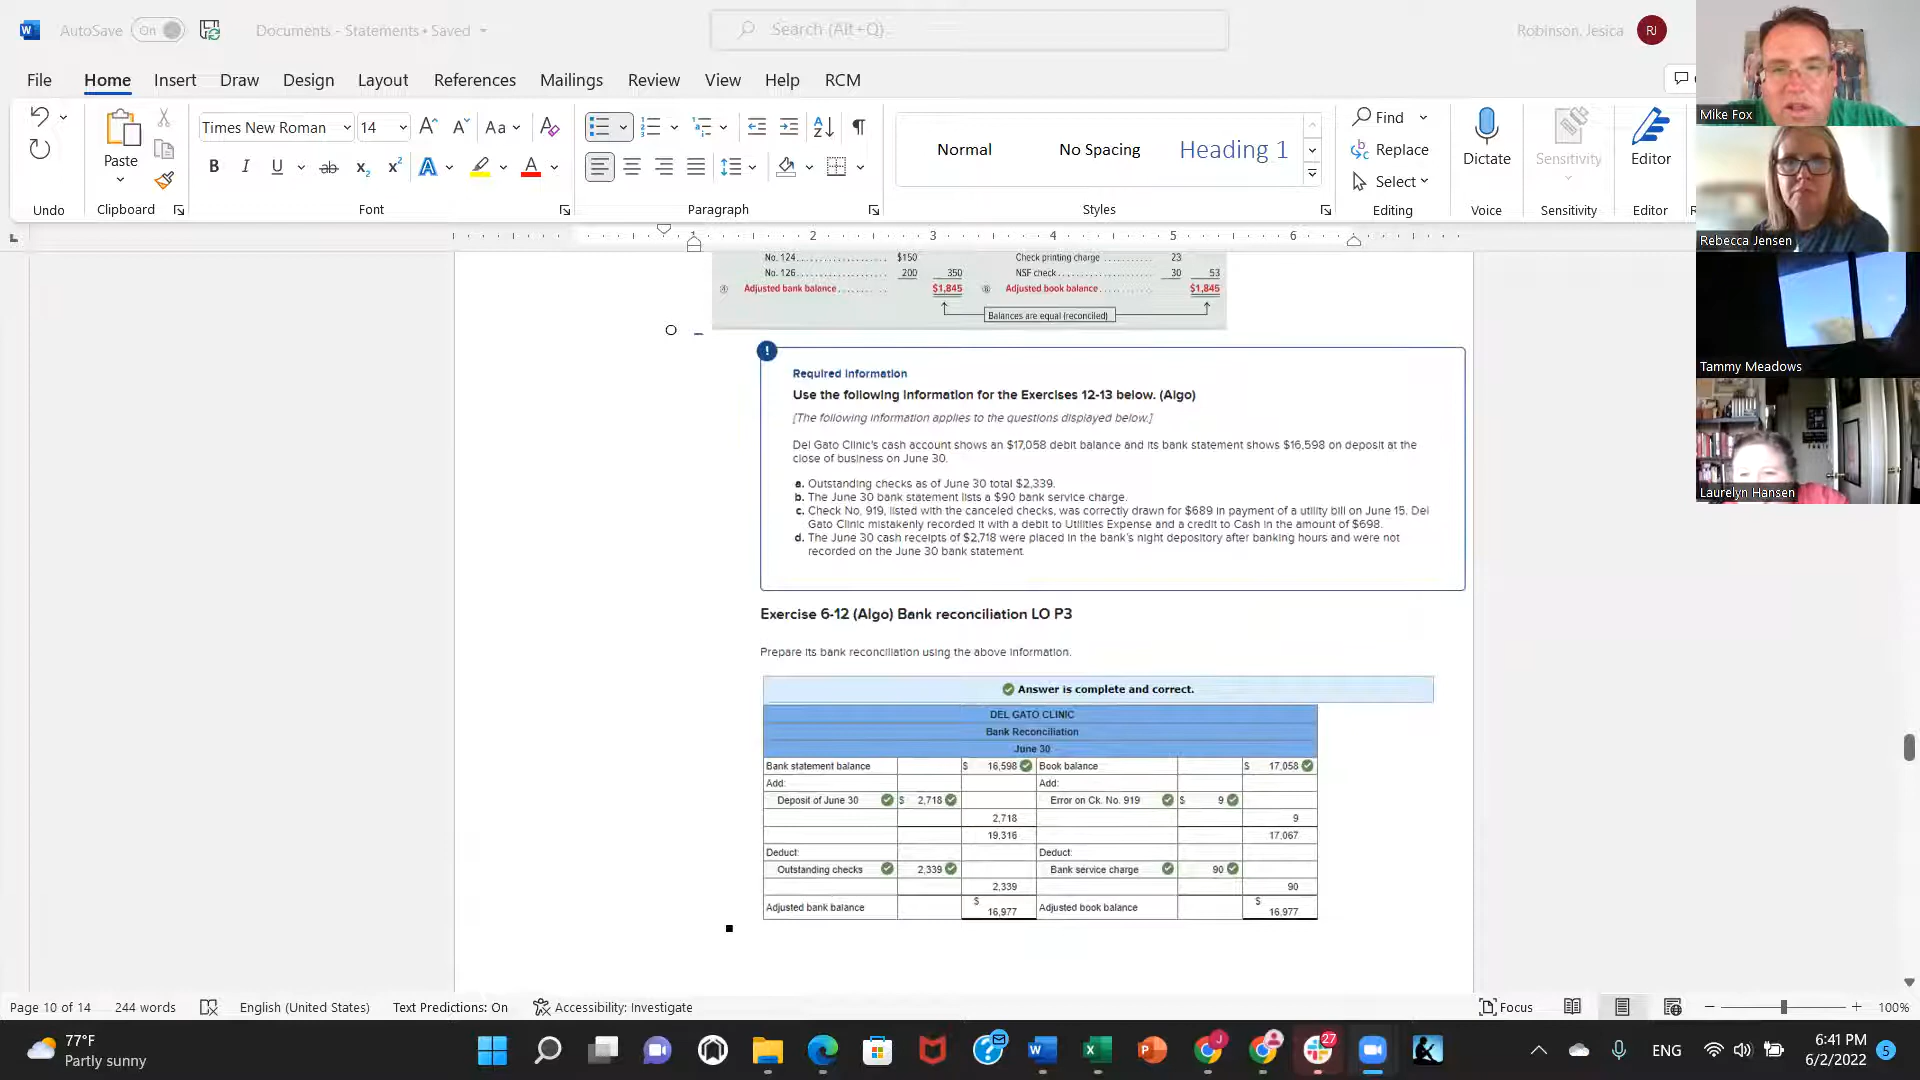 AutoSave On Documents - Statements • Saved Search (Alt+Q) Robinson, Jesica RJ
File Home Insert Draw Design Layout References Mailings Review View Help RCM
Times New Roman 14 Aa Find
Paste Normal No Spacing Heading 1 Replace Dictate Sensitivity Editor
Select
Undo Clipboard Font Paragraph Styles Editing Voice Sensitivity Editor
Mike Fox
Rebecca Jensen
Tammy Meadows
Laurelyn Hansen
1 2 3 4 5 6
No. 124 $150 Check printing charge 23
No. 126 200 350 NSF check 30 53
Adjusted bank balance $1,845 Adjusted book balance $1,845
Balances are equal (reconciled)
!
Required Information
Use the following information for the Exercises 12-13 below. (Algo)
[The following information applies to the questions displayed below.]
Del Gato Clinic's cash account shows an $17,058 debit balance and its bank statement shows $16,598 on deposit at the
close of business on June 30.
a. Outstanding checks as of June 30 total $2,339.
b. The June 30 bank statement lists a $90 bank service charge.
c. Check No. 919, listed with the canceled checks, was correctly drawn for $689 in payment of a utility bill on June 15. Del
Gato Clinic mistakenly recorded it with a debit to Utilities Expense and a credit to Cash in the amount of $698.
d. The June 30 cash receipts of $2,718 were placed in the bank's night depository after banking hours and were not
recorded on the June 30 bank statement
Exercise 6-12 (Algo) Bank reconciliation LO P3
Prepare its bank reconciliation using the above information.
Answer is complete and correct.
DEL GATO CLINIC
Bank Reconciliation
June 30
Bank statement balance $ 16,598 Book balance $ 17,058
Add: Add:
Deposit of June 30 $ 2,718 Error on Ck. No. 919 $ 9
2,718 9
19,316 17,067
Deduct: Deduct:
Outstanding checks 2,339 Bank service charge 90
2,339 90
Adjusted bank balance $ 16,977 Adjusted book balance $ 16,977
Page 10 of 14 244 words English (United States) Text Predictions: On Accessibility: Investigate Focus 100%
77°F
Partly sunny
27
ENG
6:41 PM
6/2/2022
5